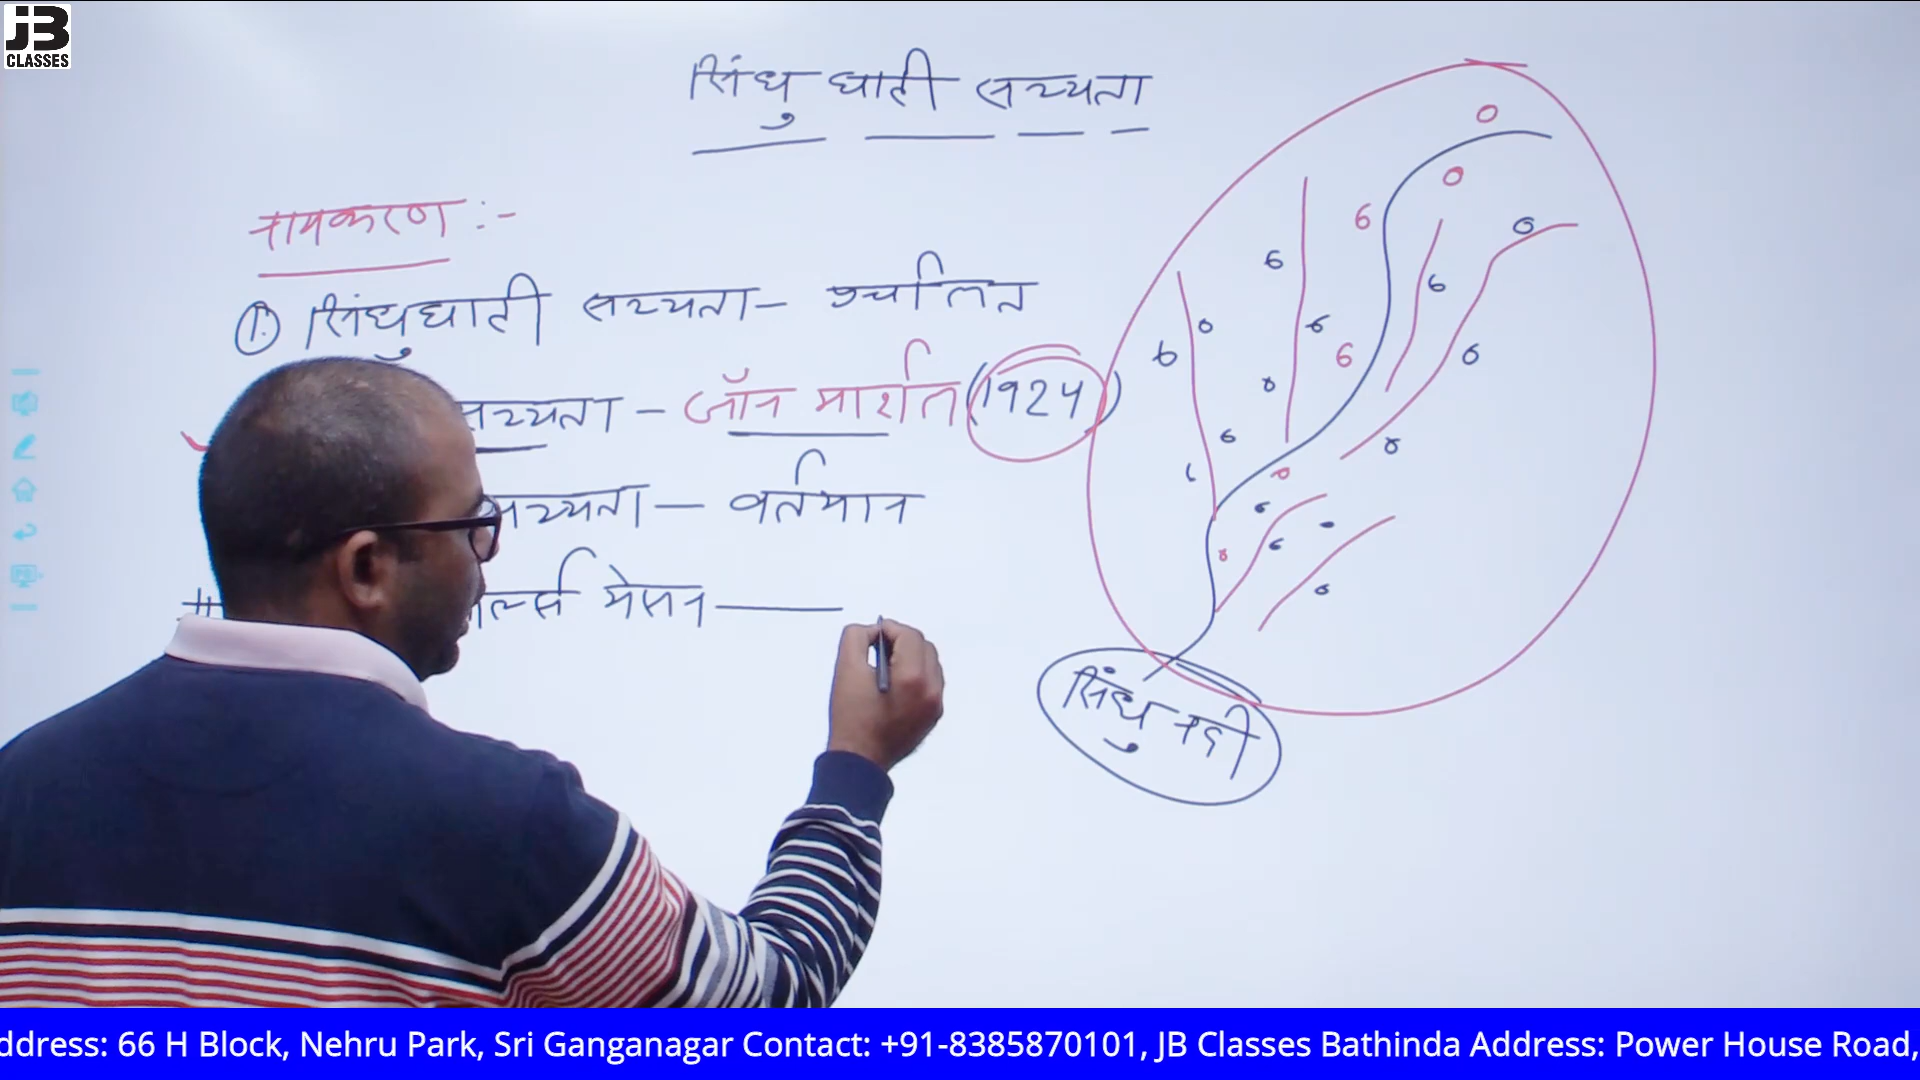 JB
CLASSES
सिंधु घाटी सभ्यता
नामकरण :-
① सिंधु घाटी सभ्यता - प्रचलित
सभ्यता - जॉन मार्शल (1924)
सभ्यता - वर्तमान
मेसन
सिंधु नदी
ddress: 66 H Block, Nehru Park, Sri Ganganagar Contact: +91-8385870101, JB Classes Bathinda Address: Power House Road,